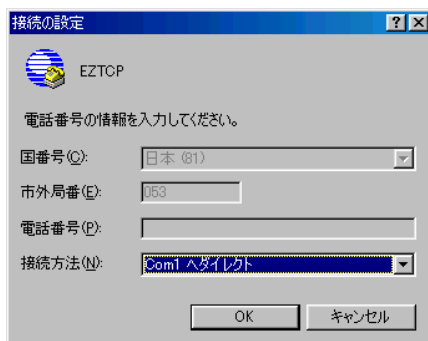 接続の設定
EZTCP
電話番号の情報を入力してください。
国番号(C): 日本 (81)
市外局番(E): 053
電話番号(P):
接続方法(N): Com1 へダイレクト
OK キャンセル